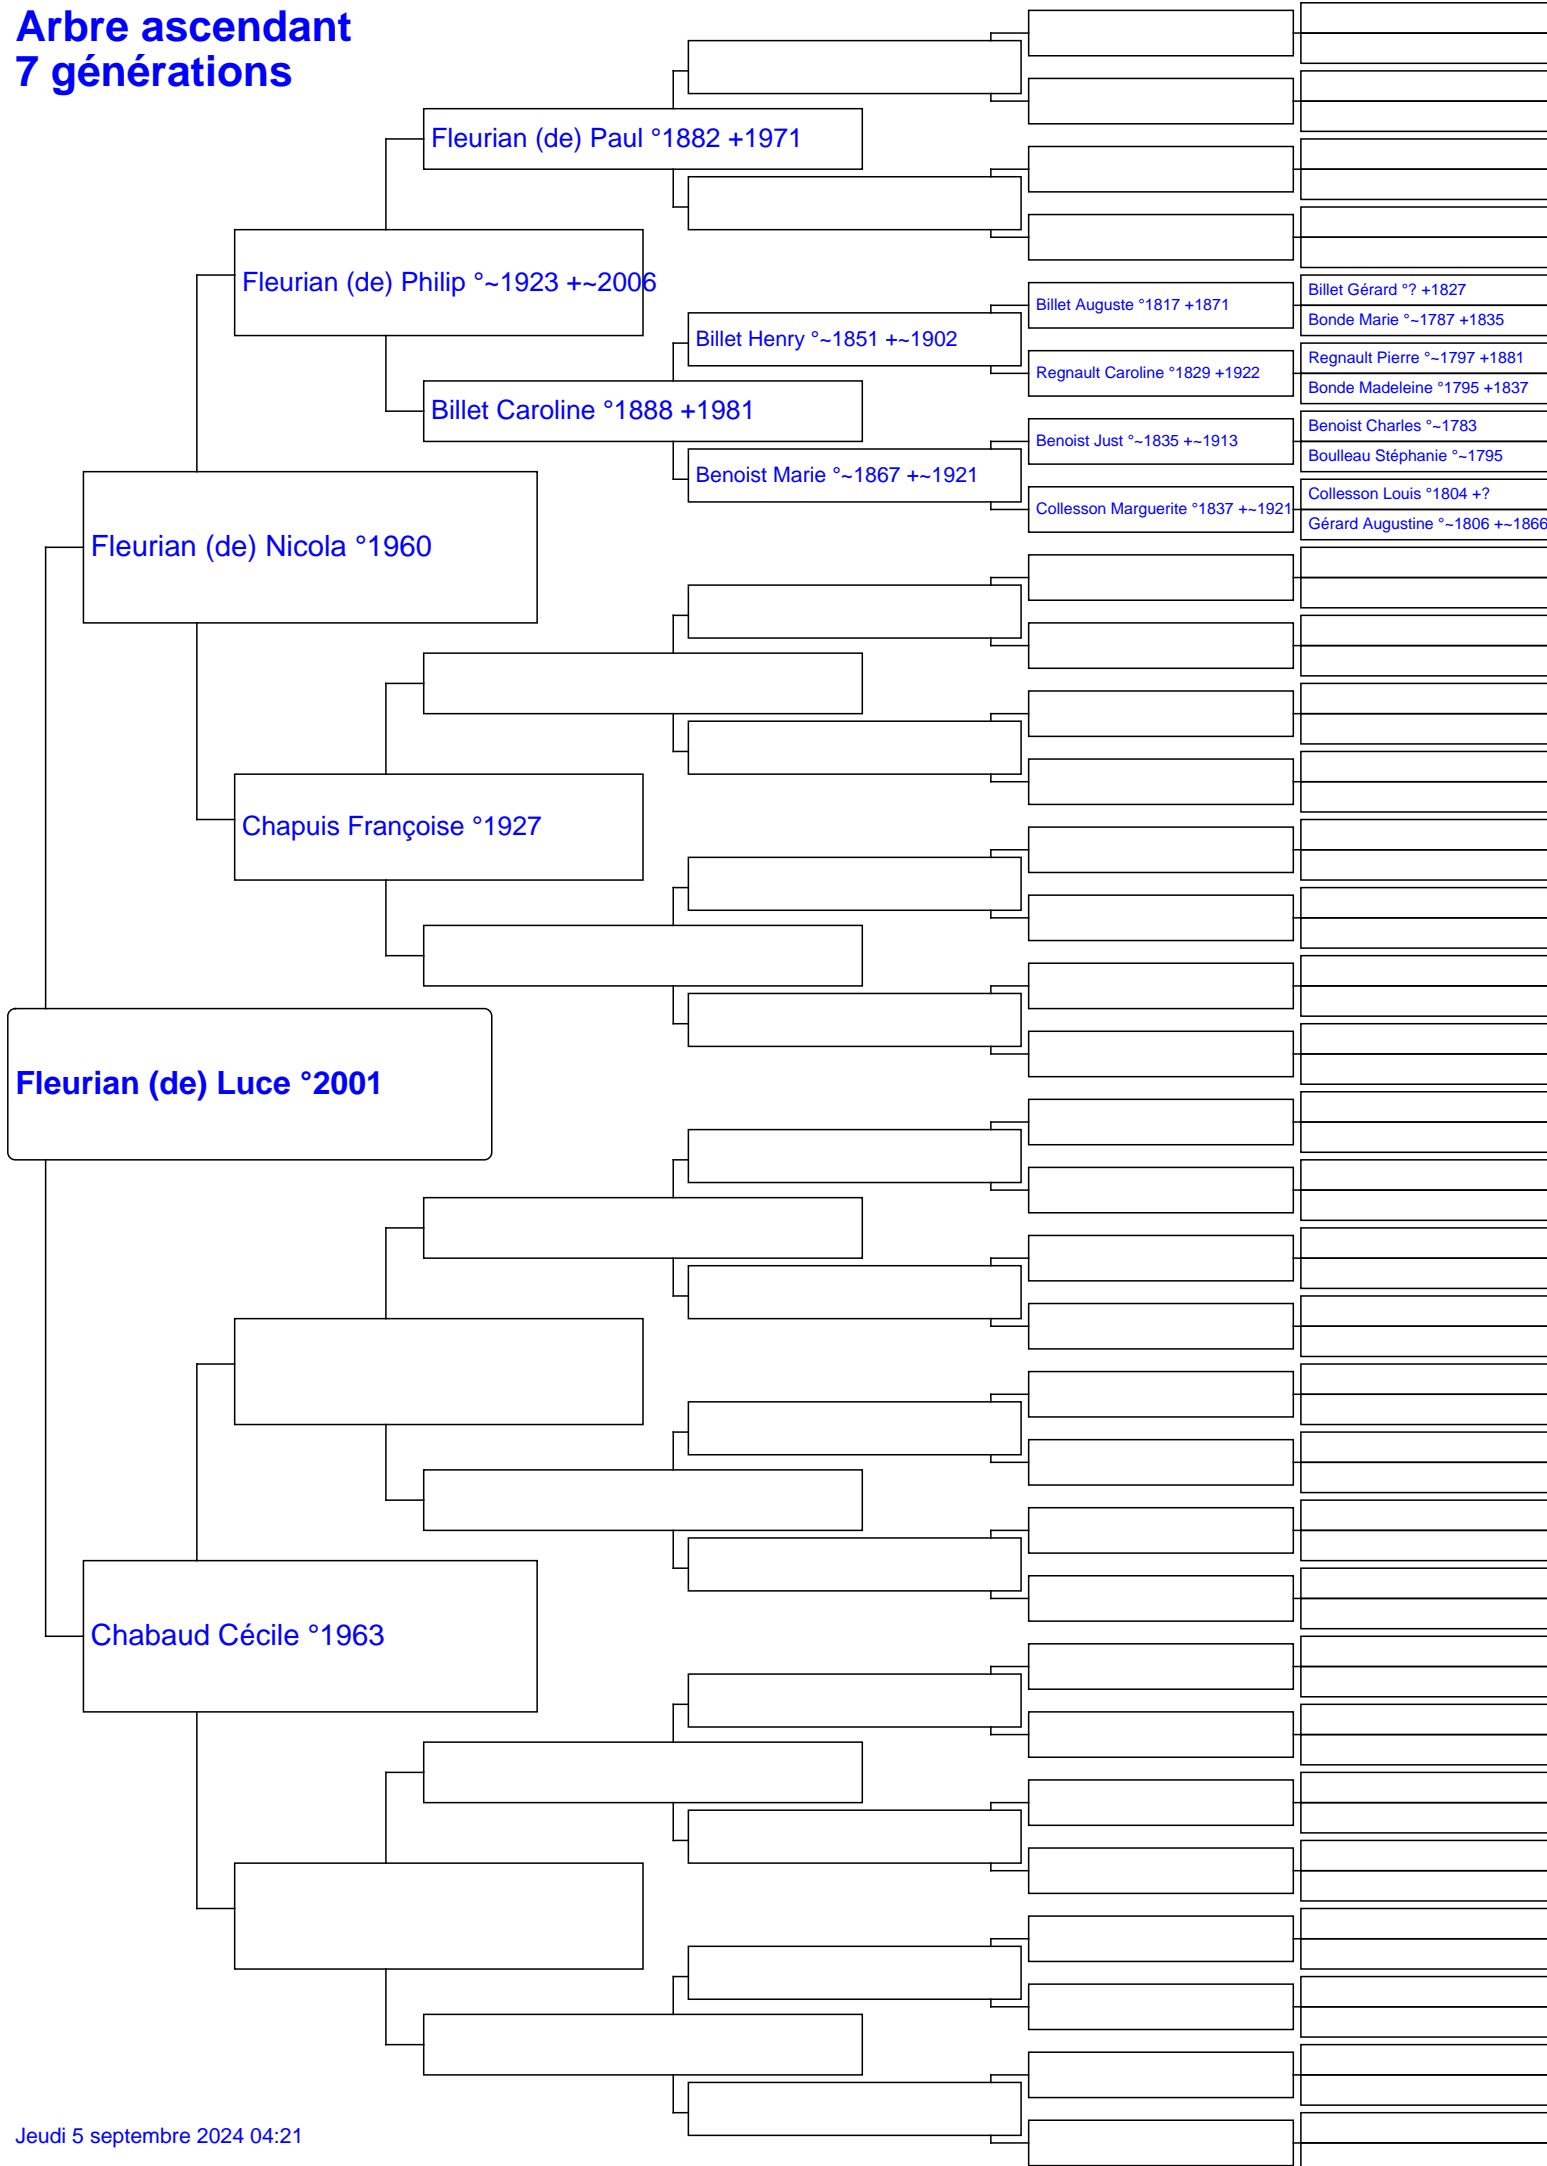 Arbre ascendant
7 générations
Fleurian (de) Paul °1882 +1971
Fleurian (de) Philip °~1923 +~2006
Billet Gérard °? +1827
Billet Auguste °1817 +1871
Bonde Marie °~1787 +1835
Billet Henry °~1851 +~1902
Regnault Pierre °~1797 +1881
Regnault Caroline °1829 +1922
Bonde Madeleine °1795 +1837
Billet Caroline °1888 +1981
Benoist Charles °~1783
Benoist Just °~1835 +~1913
Boulleau Stéphanie °~1795
Benoist Marie °~1867 +~1921
Collesson Louis °1804 +?
Collesson Marguerite °1837 +~1921
Gérard Augustine °~1806 +~1866
Fleurian (de) Nicola °1960
Chapuis Françoise °1927
Fleurian (de) Luce °2001
Chabaud Cécile °1963
Jeudi 5 septembre 2024 04:21